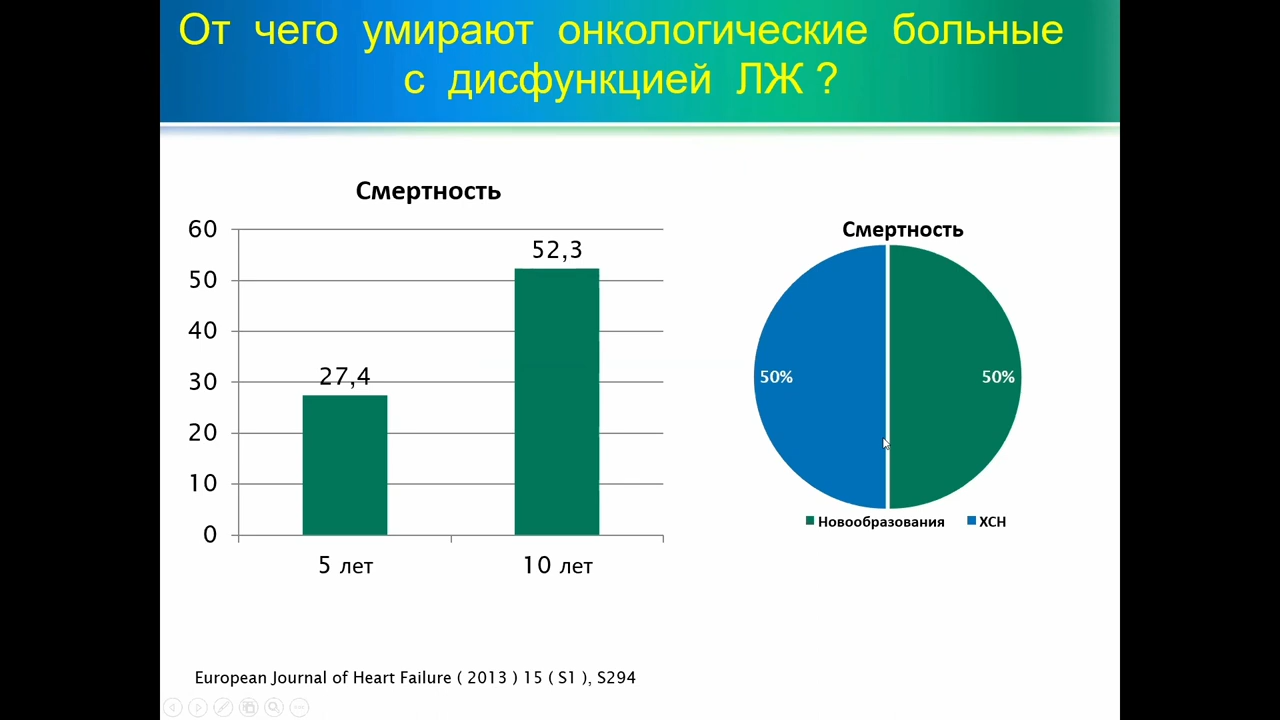 От чего умирают онкологические больные
с дисфункцией ЛЖ ?
Смертность
60
50
40
30
20
10
0
27,4
52,3
5 лет
10 лет
Смертность
50%
50%
Новообразования
ХСН
European Journal of Heart Failure ( 2013 ) 15 ( S1 ), S294